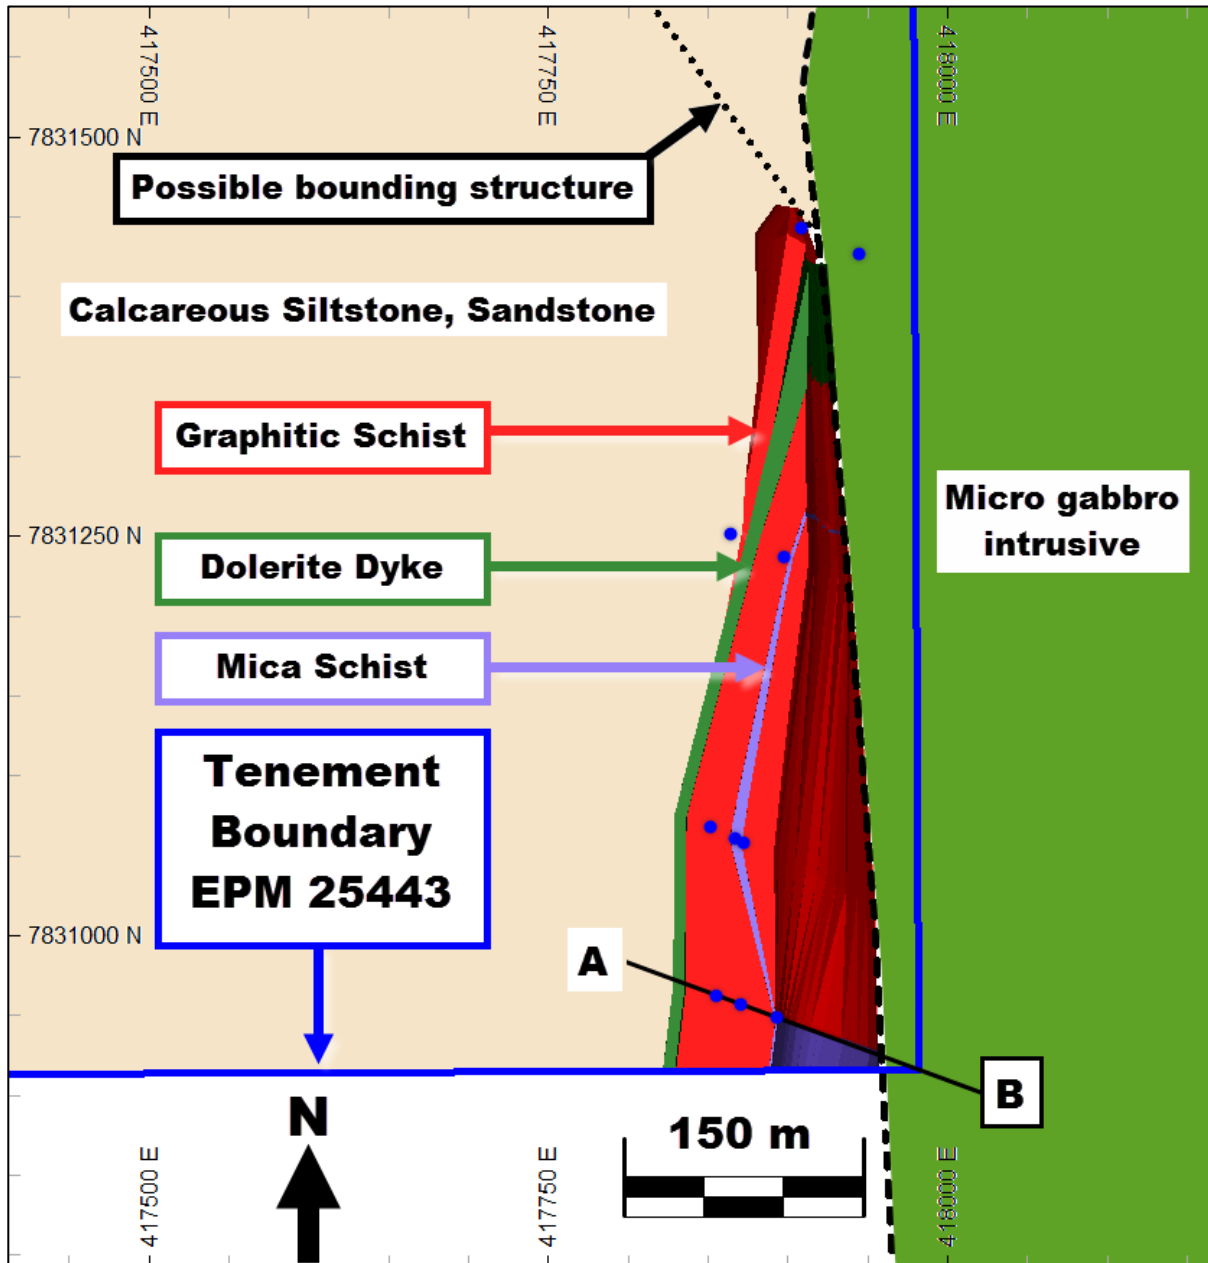 417500 E
417750 E
418000 E
7831500 N
Possible bounding structure
Calcareous Siltstone, Sandstone
Graphitic Schist
Micro gabbro
intrusive
7831250 N
Dolerite Dyke
Mica Schist
Tenement
Boundary
EPM 25443
7831000 N
A
B
N
150 m
417500 E
417750 E
418000 E